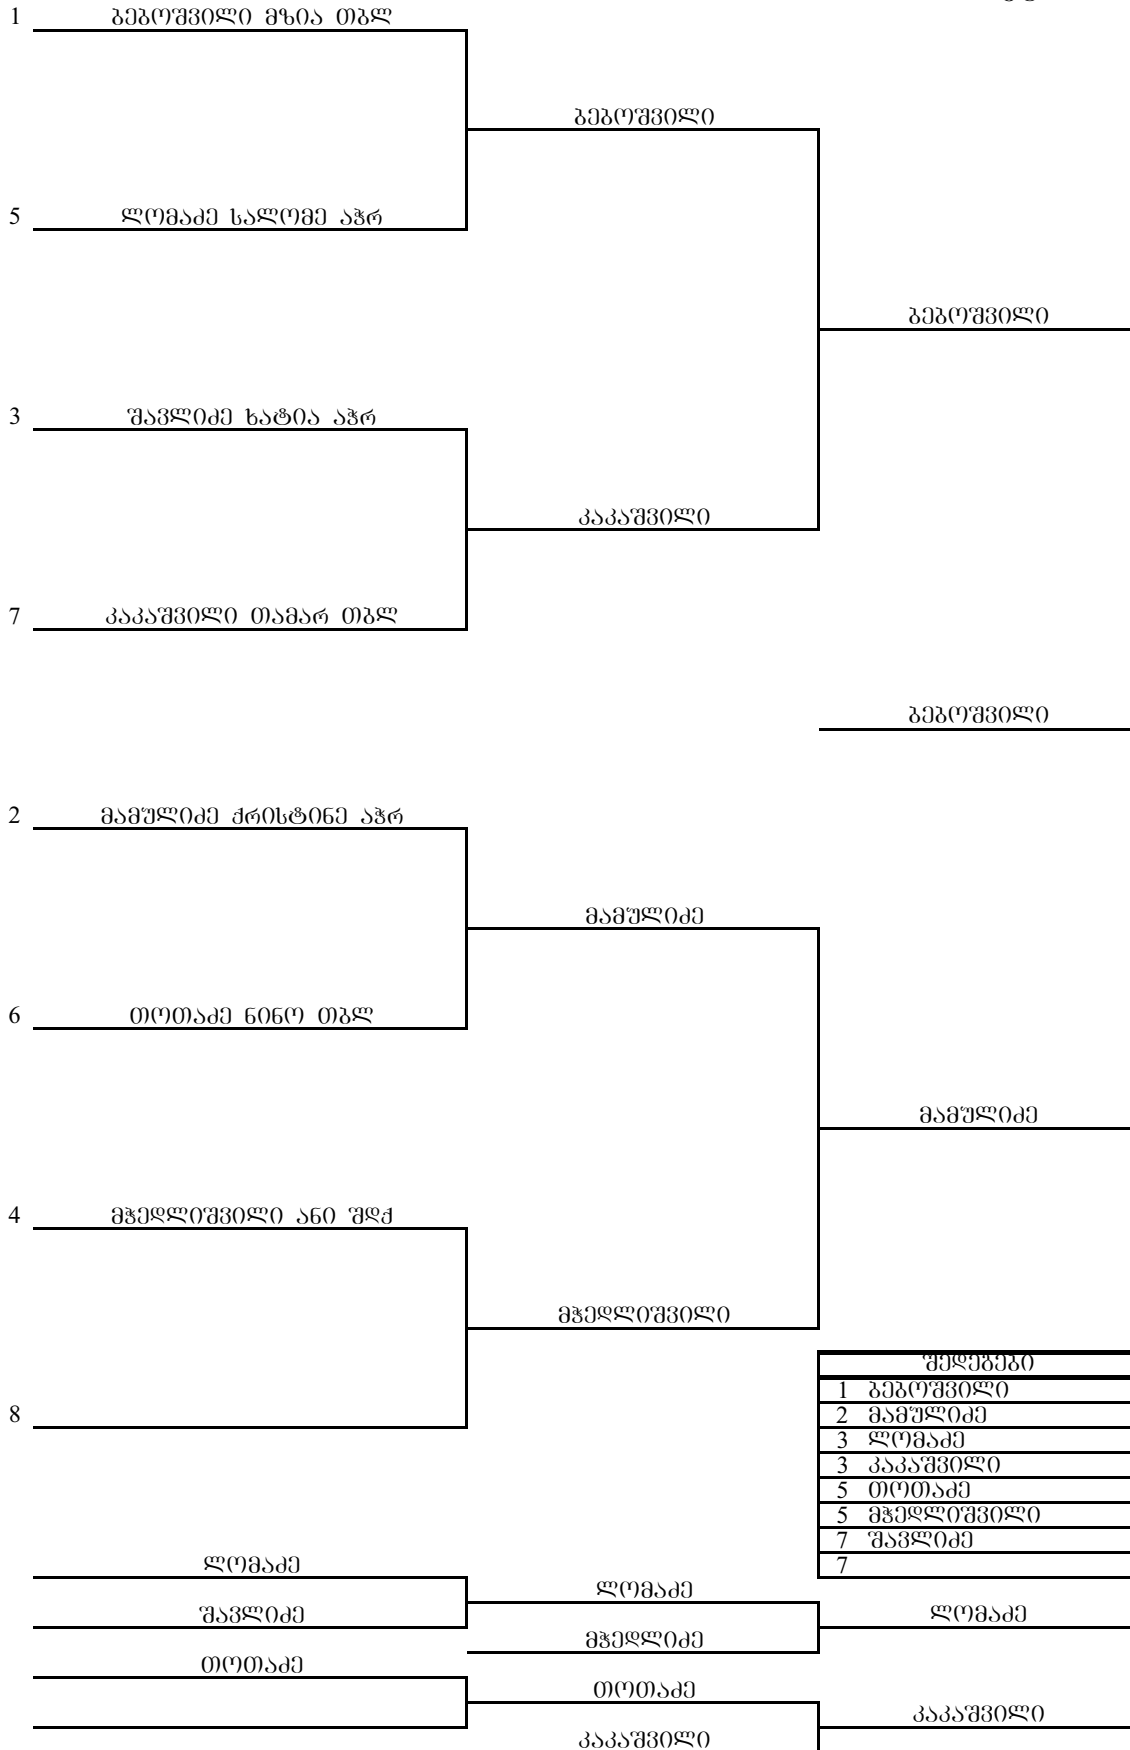 1 ბებოშვილი მზია თბლ
ბებოშვილი
5 ლომაძე სალომე აჭრ
ბებოშვილი
3 შავლიძე ხატია აჭრ
კაკაშვილი
7 კაკაშვილი თამარ თბლ
ბებოშვილი
2 მამულიძე ქრისტინე აჭრ
მამულიძე
6 თოთაძე ნინო თბლ
მამულიძე
4 მჭედლიშვილი ანი შდქ
მჭედლიშვილი
შედეგები
1 ბებოშვილი
8
2 მამულიძე
3 ლომაძე
3 კაკაშვილი
5 თოთაძე
5 მჭედლიშვილი
7 შავლიძე
7
ლომაძე
ლომაძე
შავლიძე
ლომაძე
მჭედლიძე
თოთაძე
თოთაძე
კაკაშვილი
კაკაშვილი